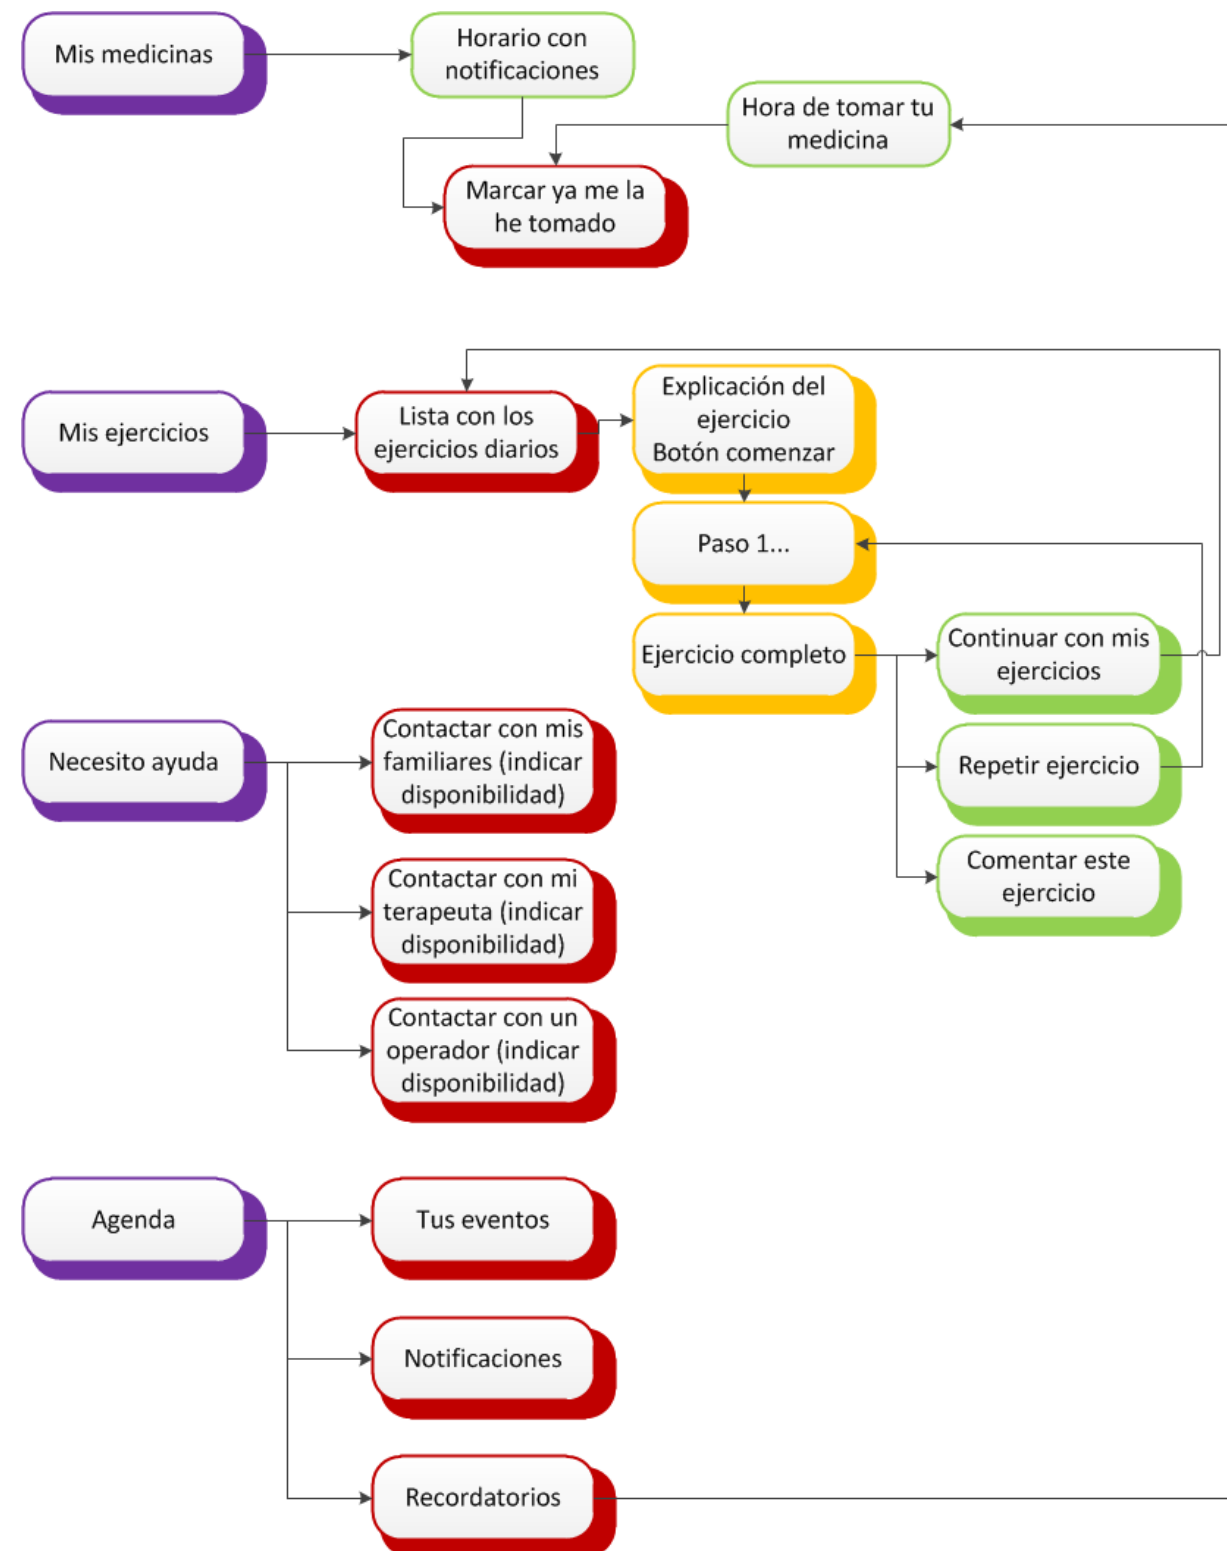 Mis medicinas
Horario con
notificaciones
Hora de tomar tu
medicina
Marcar ya me la
he tomado
Mis ejercicios
Lista con los
ejercicios diarios
Explicación del
ejercicio
Botón comenzar
Paso 1...
Ejercicio completo
Continuar con mis
ejercicios
Repetir ejercicio
Comentar este
ejercicio
Necesito ayuda
Contactar con mis
familiares (indicar
disponibilidad)
Contactar con mi
terapeuta (indicar
disponibilidad)
Contactar con un
operador (indicar
disponibilidad)
Agenda
Tus eventos
Notificaciones
Recordatorios